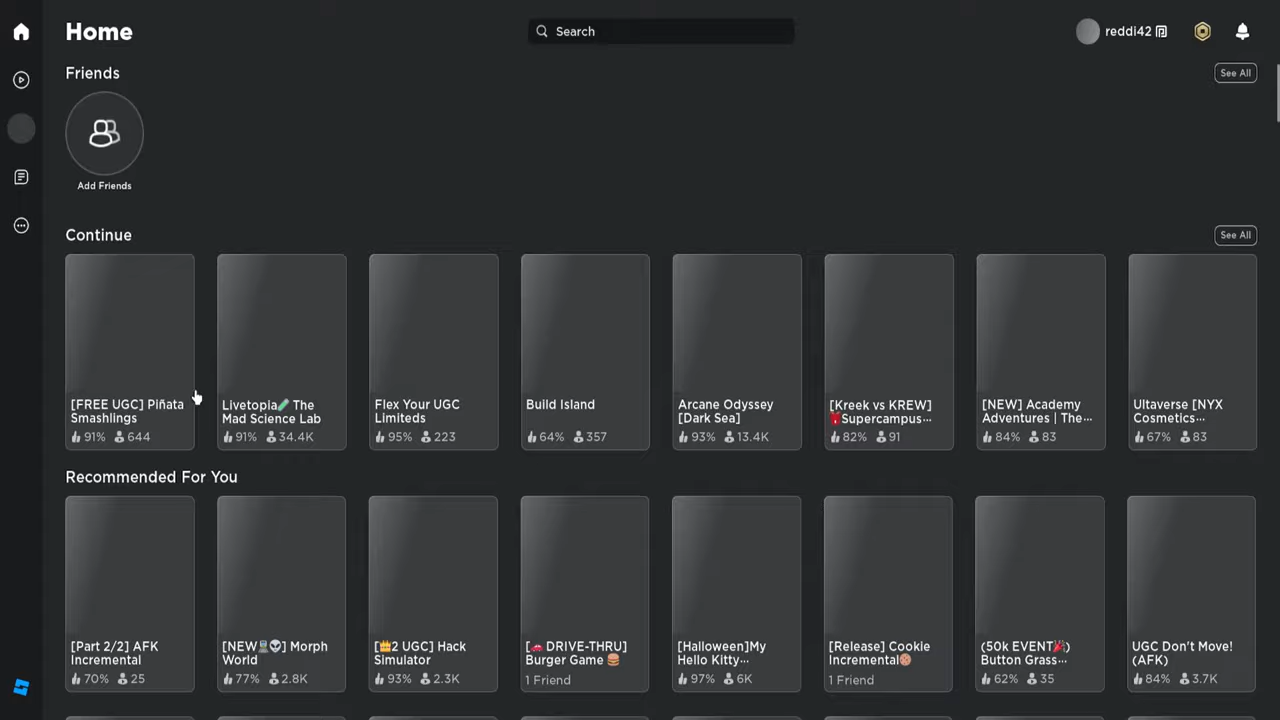 Home
Search
reddi42
Friends
See All
Add Friends
Continue
See All
[FREE UGC] Piñata
Smashlings
91% 644
Livetopia🧪 The
Mad Science Lab
91% 34.4K
Flex Your UGC
Limiteds
95% 223
Build Island
64% 357
Arcane Odyssey
[Dark Sea]
93% 13.4K
[Kreek vs KREW]
🎒Supercampus...
82% 91
[NEW] Academy
Adventures | The...
84% 83
Ultaverse [NYX
Cosmetics...
67% 83
Recommended For You
[Part 2/2] AFK
Incremental
70% 25
[NEW👽] Morph
World
77% 2.8K
[👑2 UGC] Hack
Simulator
93% 2.3K
[🚗 DRIVE-THRU]
Burger Game 🍔
1 Friend
[Halloween]My
Hello Kitty...
97% 6K
[Release] Cookie
Incremental🍪
1 Friend
(50k EVENT🎉)
Button Grass...
62% 35
UGC Don't Move!
(AFK)
84% 3.7K